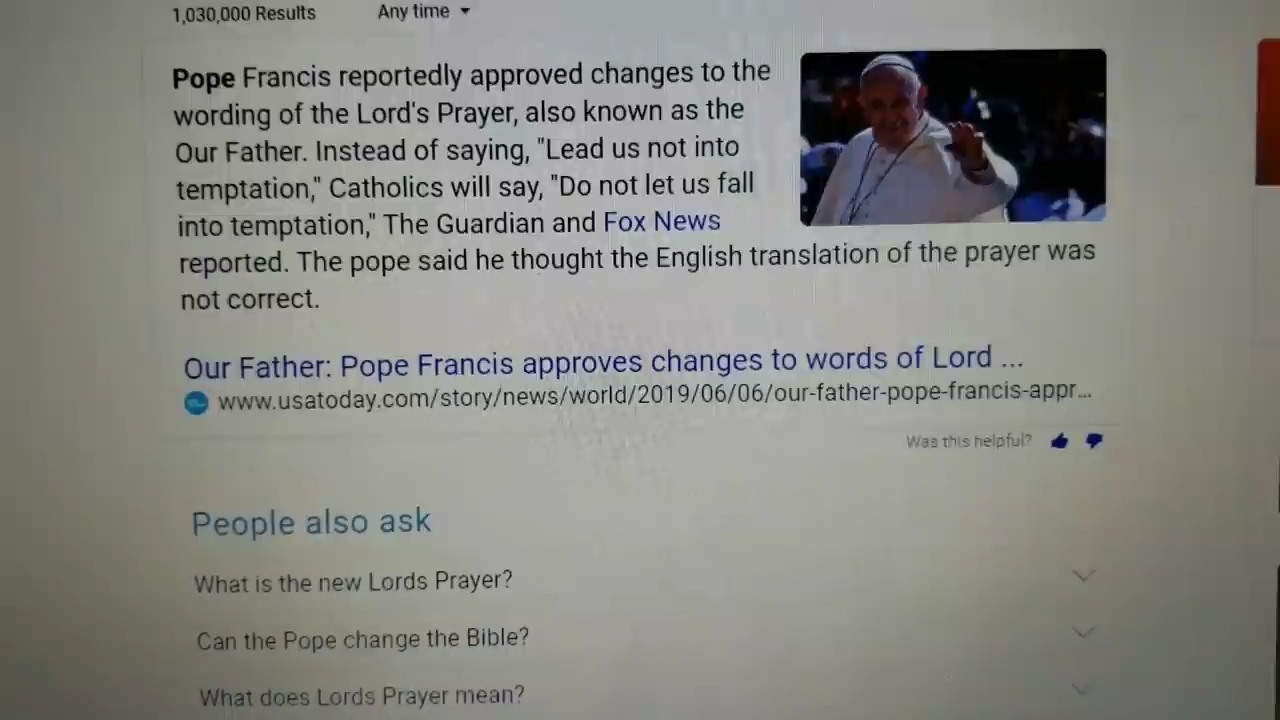 1,030,000 Results Any time
Pope Francis reportedly approved changes to the
wording of the Lord's Prayer, also known as the
Our Father. Instead of saying, "Lead us not into
temptation," Catholics will say, "Do not let us fall
into temptation," The Guardian and Fox News
reported. The pope said he thought the English translation of the prayer was
not correct.
Our Father: Pope Francis approves changes to words of Lord ...
www.usatoday.com/story/news/world/2019/06/06/our-father-pope-francis-appr...
Was this helpful?
People also ask
What is the new Lords Prayer?
Can the Pope change the Bible?
What does Lords Prayer mean?